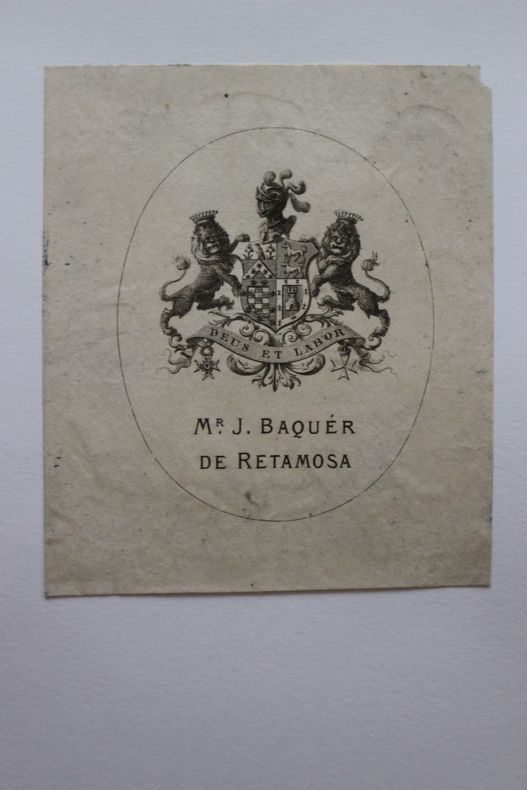 DEUS ET LABOR
MR. J. BAQUÉR
DE RETAMOSA